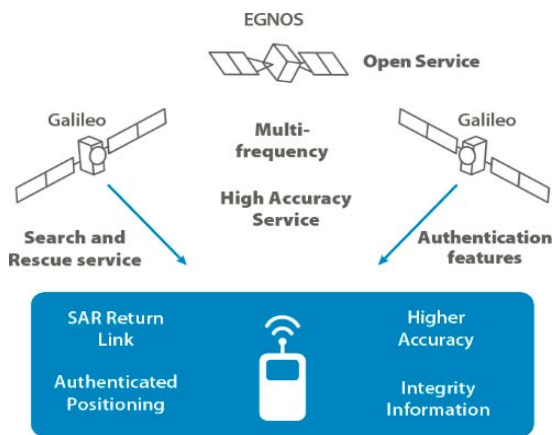 EGNOS
Open Service
Galileo
Galileo
Multi-
frequency
High Accuracy
Service
Search and
Rescue service
Authentication
features
SAR Return
Link
Authenticated
Positioning
Higher
Accuracy
Integrity
Information